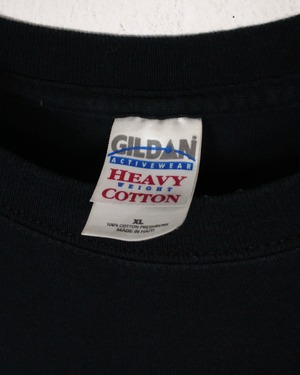 GILDAN
ACTIVEWEAR
HEAVY
WEIGHT
COTTON
XL
100% COTTON PRESHRUNK
MADE IN HAITI